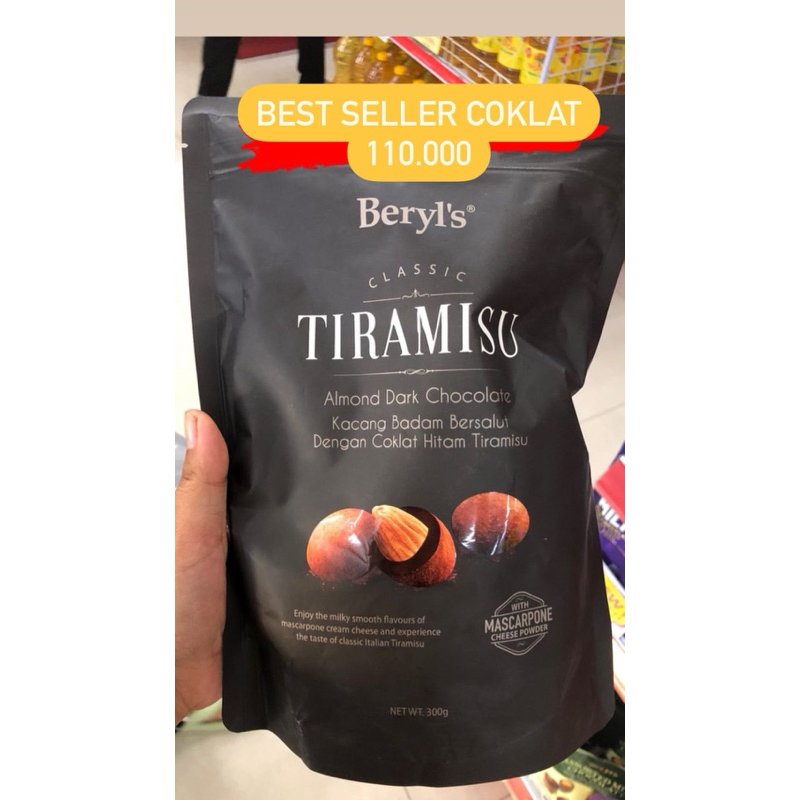 BEST SELLER COKLAT
110.000
Beryl's®
CLASSIC
TIRAMISU
Almond Dark Chocolate
Kacang Badam Bersalut
Dengan Coklat Hitam Tiramisu
Enjoy the milky smooth flavours of
mascarpone cream cheese and experience
the taste of classic Italian Tiramisu
WITH
MASCARPONE
CHEESE POWDER
NET WT. 300g